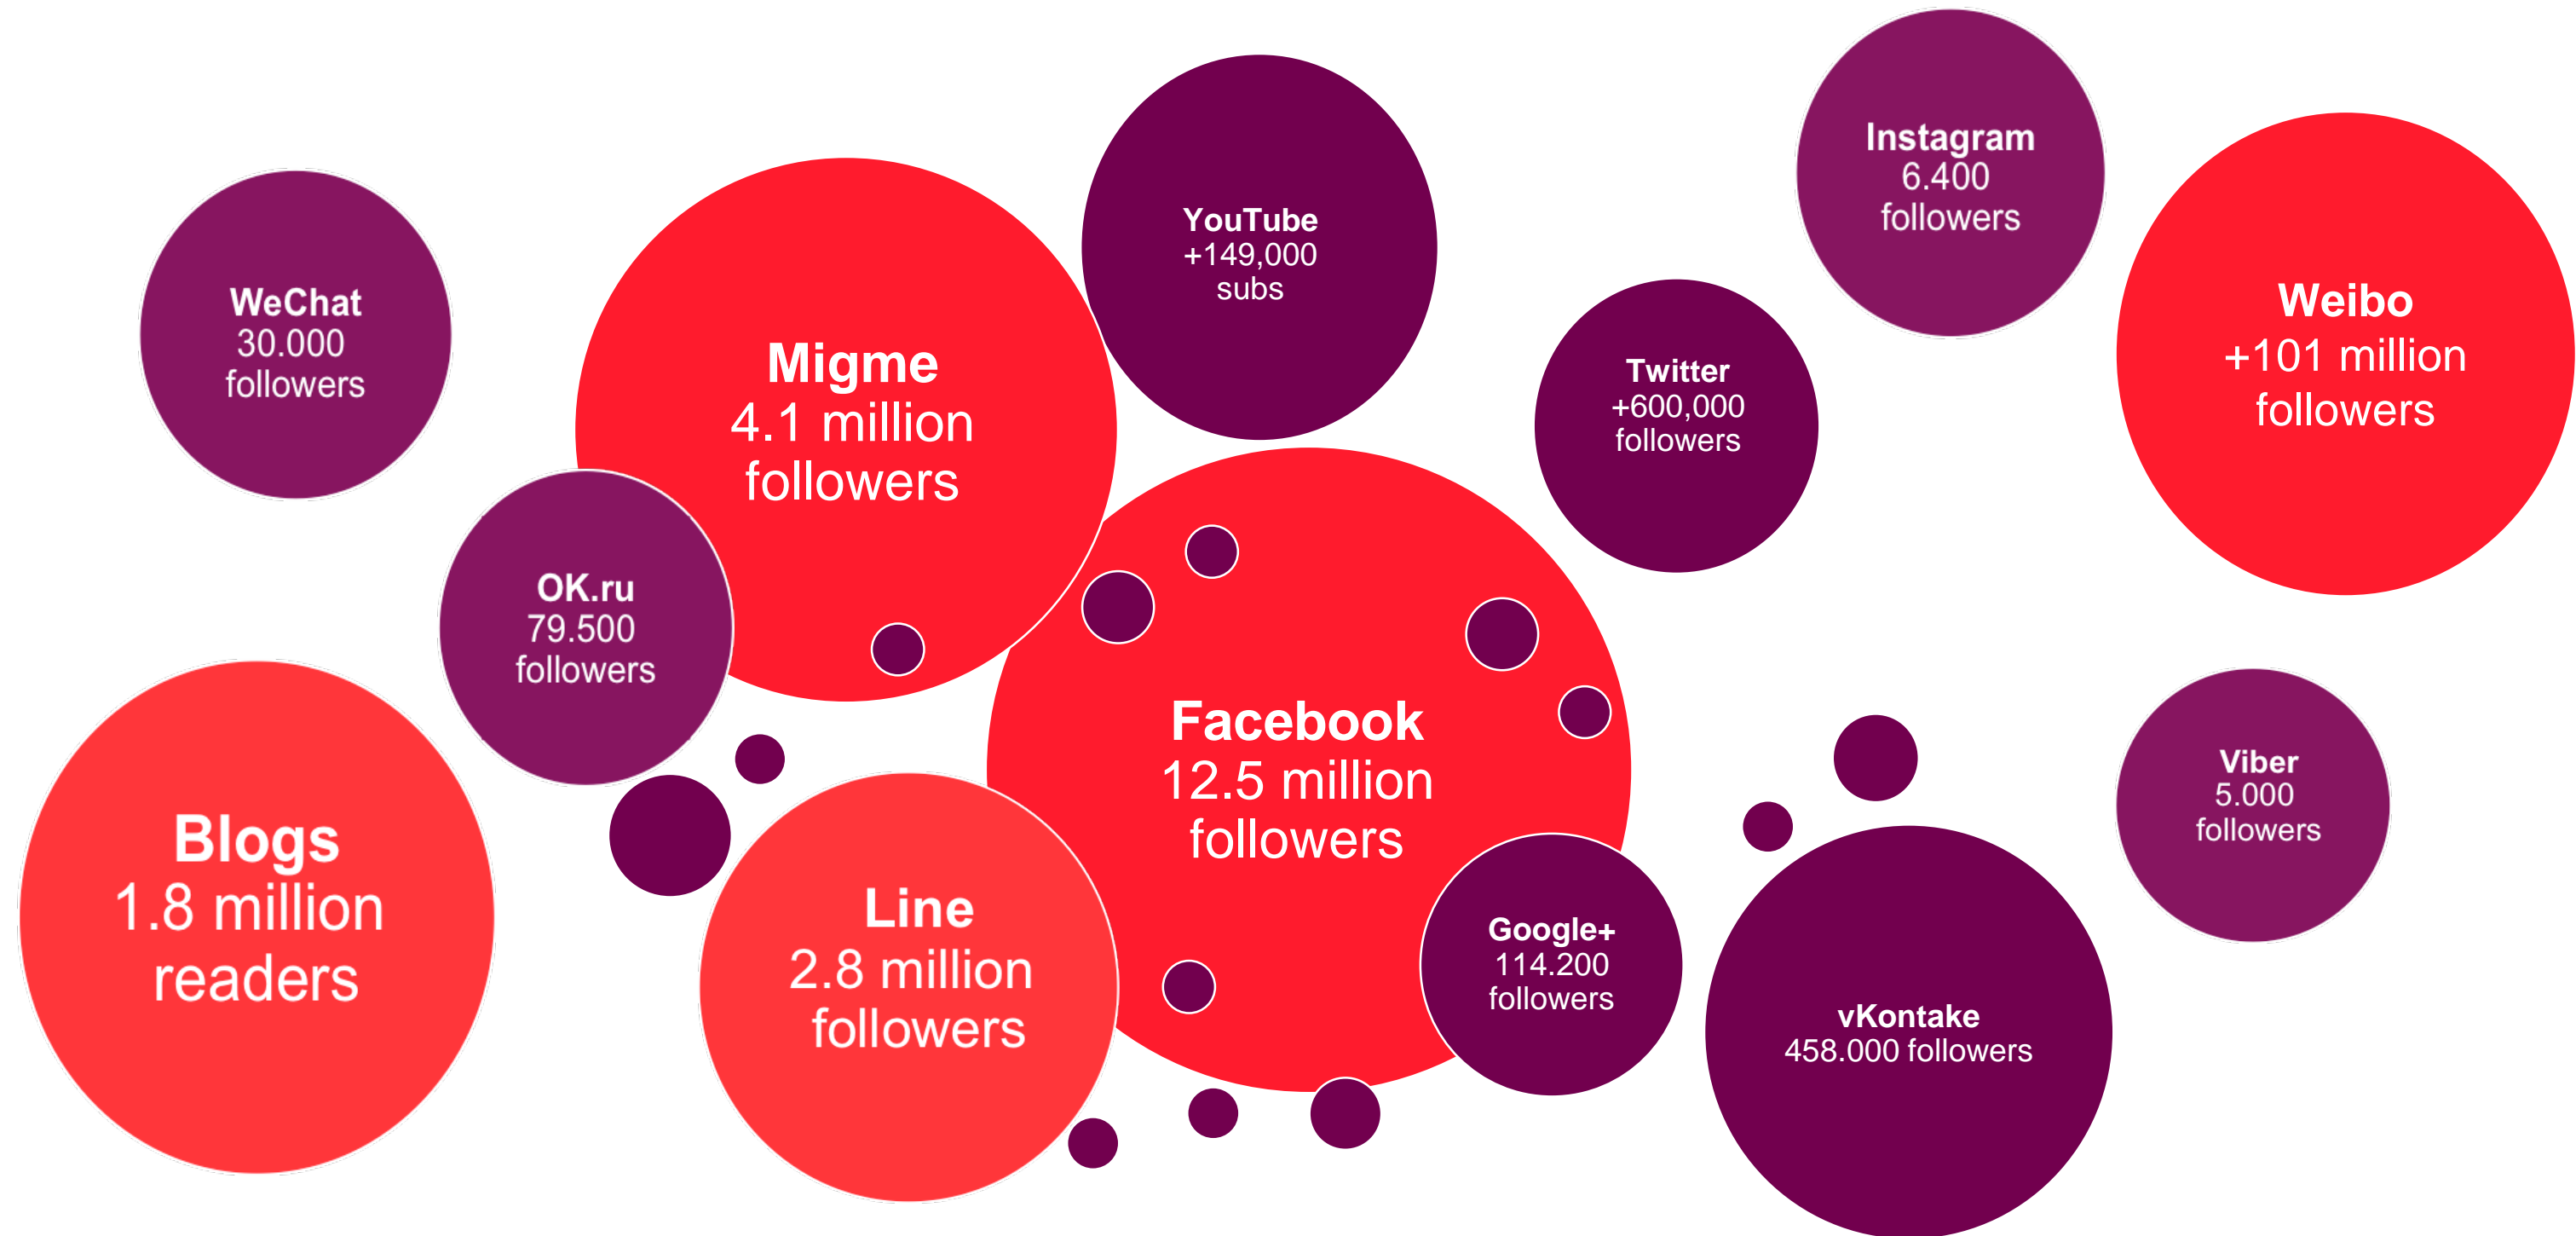 Instagram
6.400
followers
YouTube
+149,000
subs
WeChat
30.000
followers
Migme
4.1 million
followers
Twitter
+600,000
followers
Weibo
+101 million
followers
OK.ru
79.500
followers
Facebook
12.5 million
followers
Viber
5.000
followers
Blogs
1.8 million
readers
Line
2.8 million
followers
Google+
114.200
followers
vKontake
458.000 followers